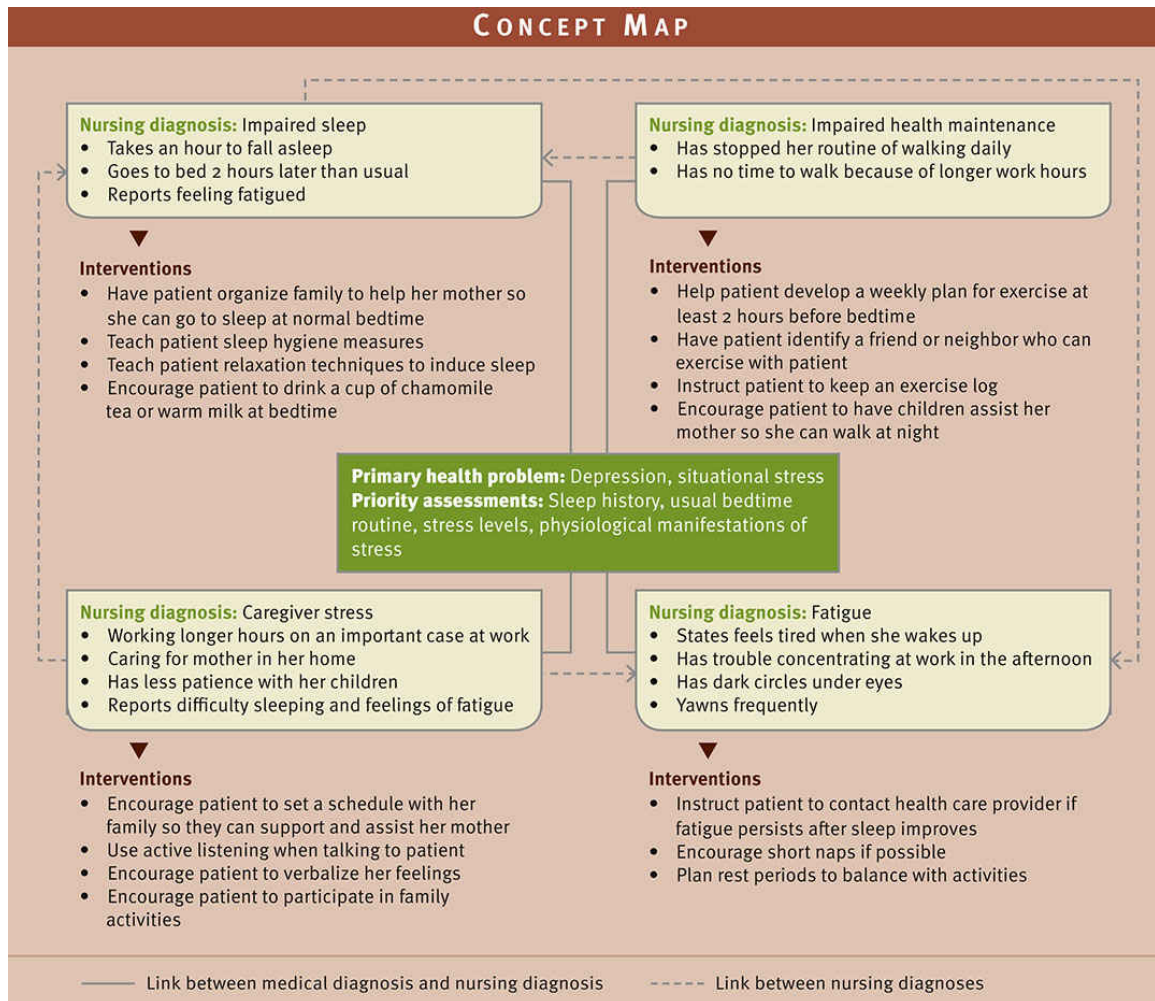 CONCEPT MAP
Nursing diagnosis: Impaired sleep
• Takes an hour to fall asleep
• Goes to bed 2 hours later than usual
• Reports feeling fatigued
Interventions
• Have patient organize family to help her mother so
she can go to sleep at normal bedtime
• Teach patient sleep hygiene measures
• Teach patient relaxation techniques to induce sleep
• Encourage patient to drink a cup of chamomile
tea or warm milk at bedtime
Nursing diagnosis: Impaired health maintenance
• Has stopped her routine of walking daily
• Has no time to walk because of longer work hours
Interventions
• Help patient develop a weekly plan for exercise at
least 2 hours before bedtime
• Have patient identify a friend or neighbor who can
exercise with patient
• Instruct patient to keep an exercise log
• Encourage patient to have children assist her
mother so she can walk at night
Primary health problem: Depression, situational stress
Priority assessments: Sleep history, usual bedtime
routine, stress levels, physiological manifestations of
stress
Nursing diagnosis: Caregiver stress
• Working longer hours on an important case at work
• Caring for mother in her home
• Has less patience with her children
• Reports difficulty sleeping and feelings of fatigue
Interventions
• Encourage patient to set a schedule with her
family so they can support and assist her mother
• Use active listening when talking to patient
• Encourage patient to verbalize her feelings
• Encourage patient to participate in family
activities
Nursing diagnosis: Fatigue
• States feels tired when she wakes up
• Has trouble concentrating at work in the afternoon
• Has dark circles under eyes
• Yawns frequently
Interventions
• Instruct patient to contact health care provider if
fatigue persists after sleep improves
• Encourage short naps if possible
• Plan rest periods to balance with activities
Link between medical diagnosis and nursing diagnosis
Link between nursing diagnoses